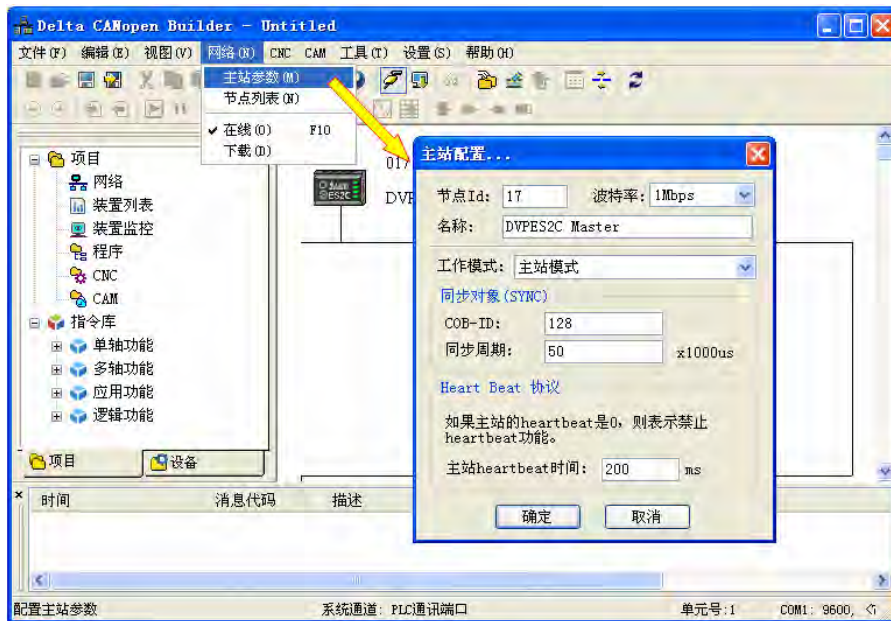 Delta CANopen Builder - Untitled
文件(F) 编辑(E) 视图(V) 网络(N) CNC CAM 工具(T) 设置(S) 帮助(H)
主站参数(M)
节点列表(N)
在线(O) F10
下载(D)
项目
网络
装置列表
装置监控
程序
CNC
CAM
指令库
单轴功能
多轴功能
应用功能
逻辑功能
项目 设备
017
ES2C
DVPE
主站配置...
节点Id: 17 波特率: 1Mbps
名称: DVPES2C Master
工作模式: 主站模式
同步对象(SYNC)
COB-ID: 128
同步周期: 50 x1000us
Heart Beat 协议
如果主站的heartbeat是0，则表示禁止
heartbeat功能。
主站heartbeat时间: 200 ms
确定 取消
时间 消息代码 描述
配置主站参数 系统通道: PLC通讯端口 单元号:1 COM1: 9600,